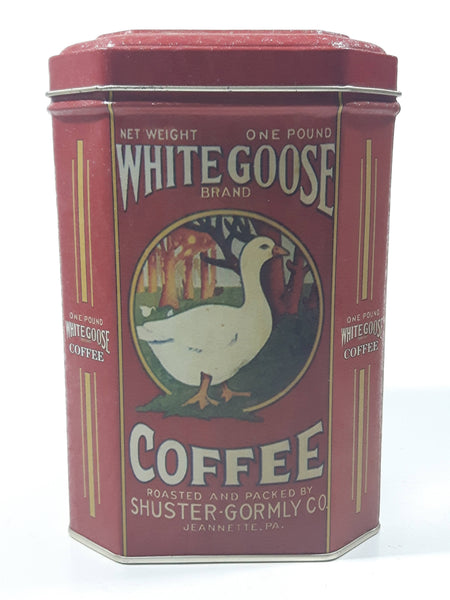 NET WEIGHT ONE POUND
WHITE GOOSE
BRAND
COFFEE
ROASTED AND PACKED BY
SHUSTER-GORMLY CO.
JEANNETTE, PA.
ONE POUND
WHITE GOOSE
COFFEE
ONE POUND
WHITE GOOSE
COFFEE